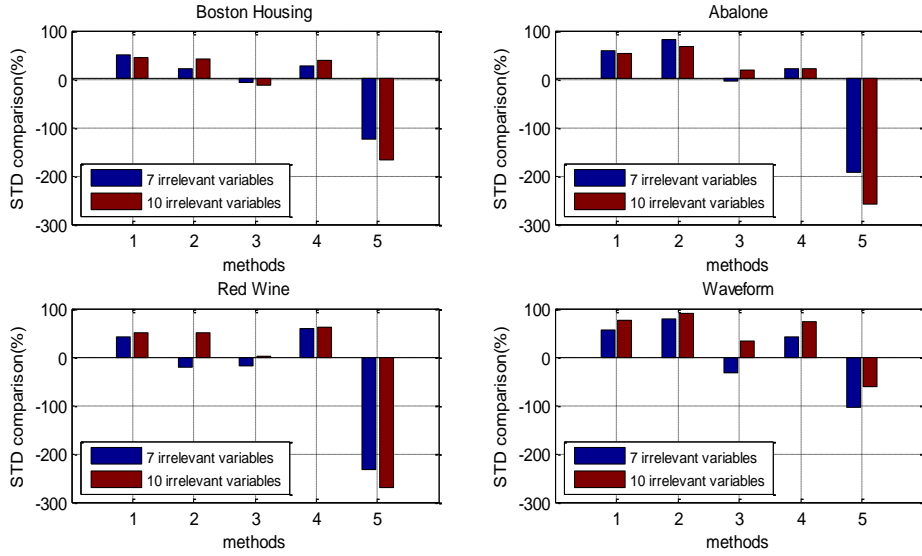 Boston Housing
100
0
-100
-200
-300
STD comparison(%)
7 irrelevant variables
10 irrelevant variables
1 2 3 4 5
methods
Abalone
100
0
-100
-200
-300
STD comparison(%)
7 irrelevant variables
10 irrelevant variables
1 2 3 4 5
methods
Red Wine
100
0
-100
-200
-300
STD comparison(%)
7 irrelevant variables
10 irrelevant variables
1 2 3 4 5
methods
Waveform
100
0
-100
-200
-300
STD comparison(%)
7 irrelevant variables
10 irrelevant variables
1 2 3 4 5
methods